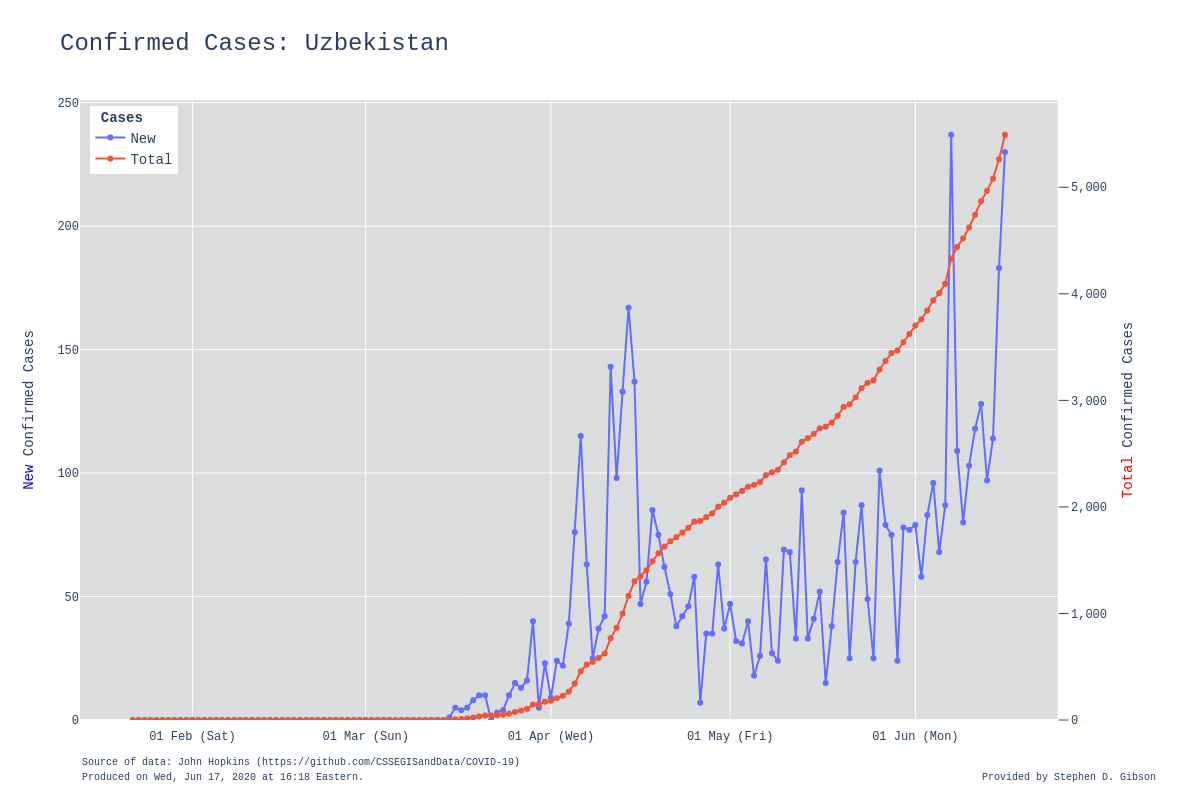 Confirmed Cases: Uzbekistan
Cases
New
Total
250
200
150
100
50
0
New Confirmed Cases
5,000
4,000
3,000
2,000
1,000
0
Total Confirmed Cases
01 Feb (Sat)
01 Mar (Sun)
01 Apr (Wed)
01 May (Fri)
01 Jun (Mon)
Source of data: John Hopkins (https://github.com/CSSEGISandData/COVID-19)
Produced on Wed, Jun 17, 2020 at 16:18 Eastern.
Provided by Stephen D. Gibson